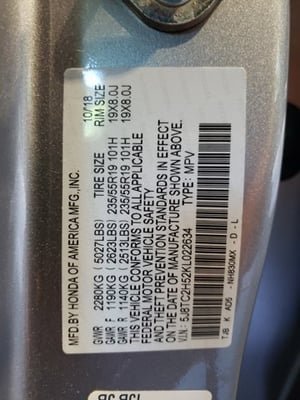 MFD.BY HONDA OF AMERICA MFG.,INC. 10/18
GVWR 2280KG ( 5027LBS) TIRE SIZE RIM SIZE
GAWR F 1190KG ( 2623LBS) 235/55R19 101H 19X8.0J
GAWR R 1140KG ( 2513LBS) 235/55R19 101H 19X8.0J
THIS VEHICLE CONFORMS TO ALL APPLICABLE
FEDERAL MOTOR VEHICLE SAFETY
AND THEFT PREVENTION STANDARDS IN EFFECT
ON THE DATE OF MANUFACTURE SHOWN ABOVE.
V.I.N.: 5J8TC2H52KL022634 TYPE: MPV
TJB K A05 -NH830MX - D - L